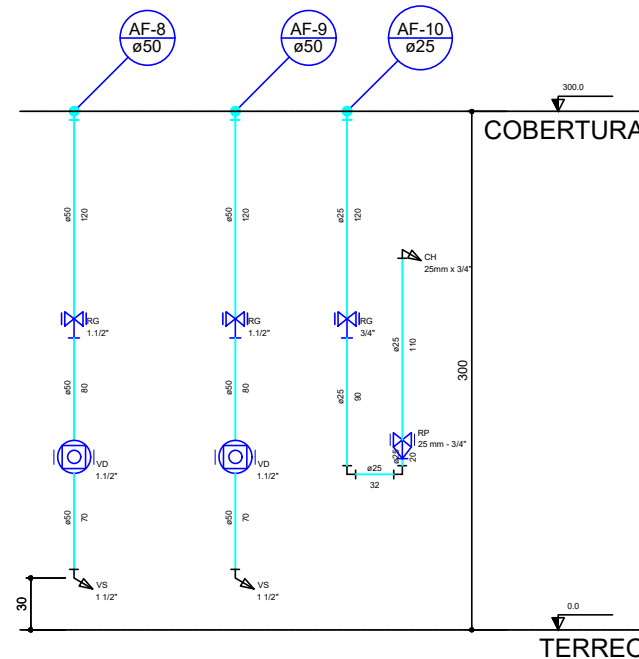 AF-8
ø50
AF-9
ø50
AF-10
ø25
300.0
COBERTURA
ø50
120
ø50
120
ø25
120
CH
25mm x 3/4"
RG
1.1/2"
RG
1.1/2"
RG
3/4"
ø25
110
300
ø50
80
ø50
80
ø25
90
RP
25 mm - 3/4"
ø25
20
VD
1.1/2"
VD
1.1/2"
ø25
32
ø50
70
ø50
70
VS
1 1/2"
VS
1 1/2"
30
0.0
TERREO